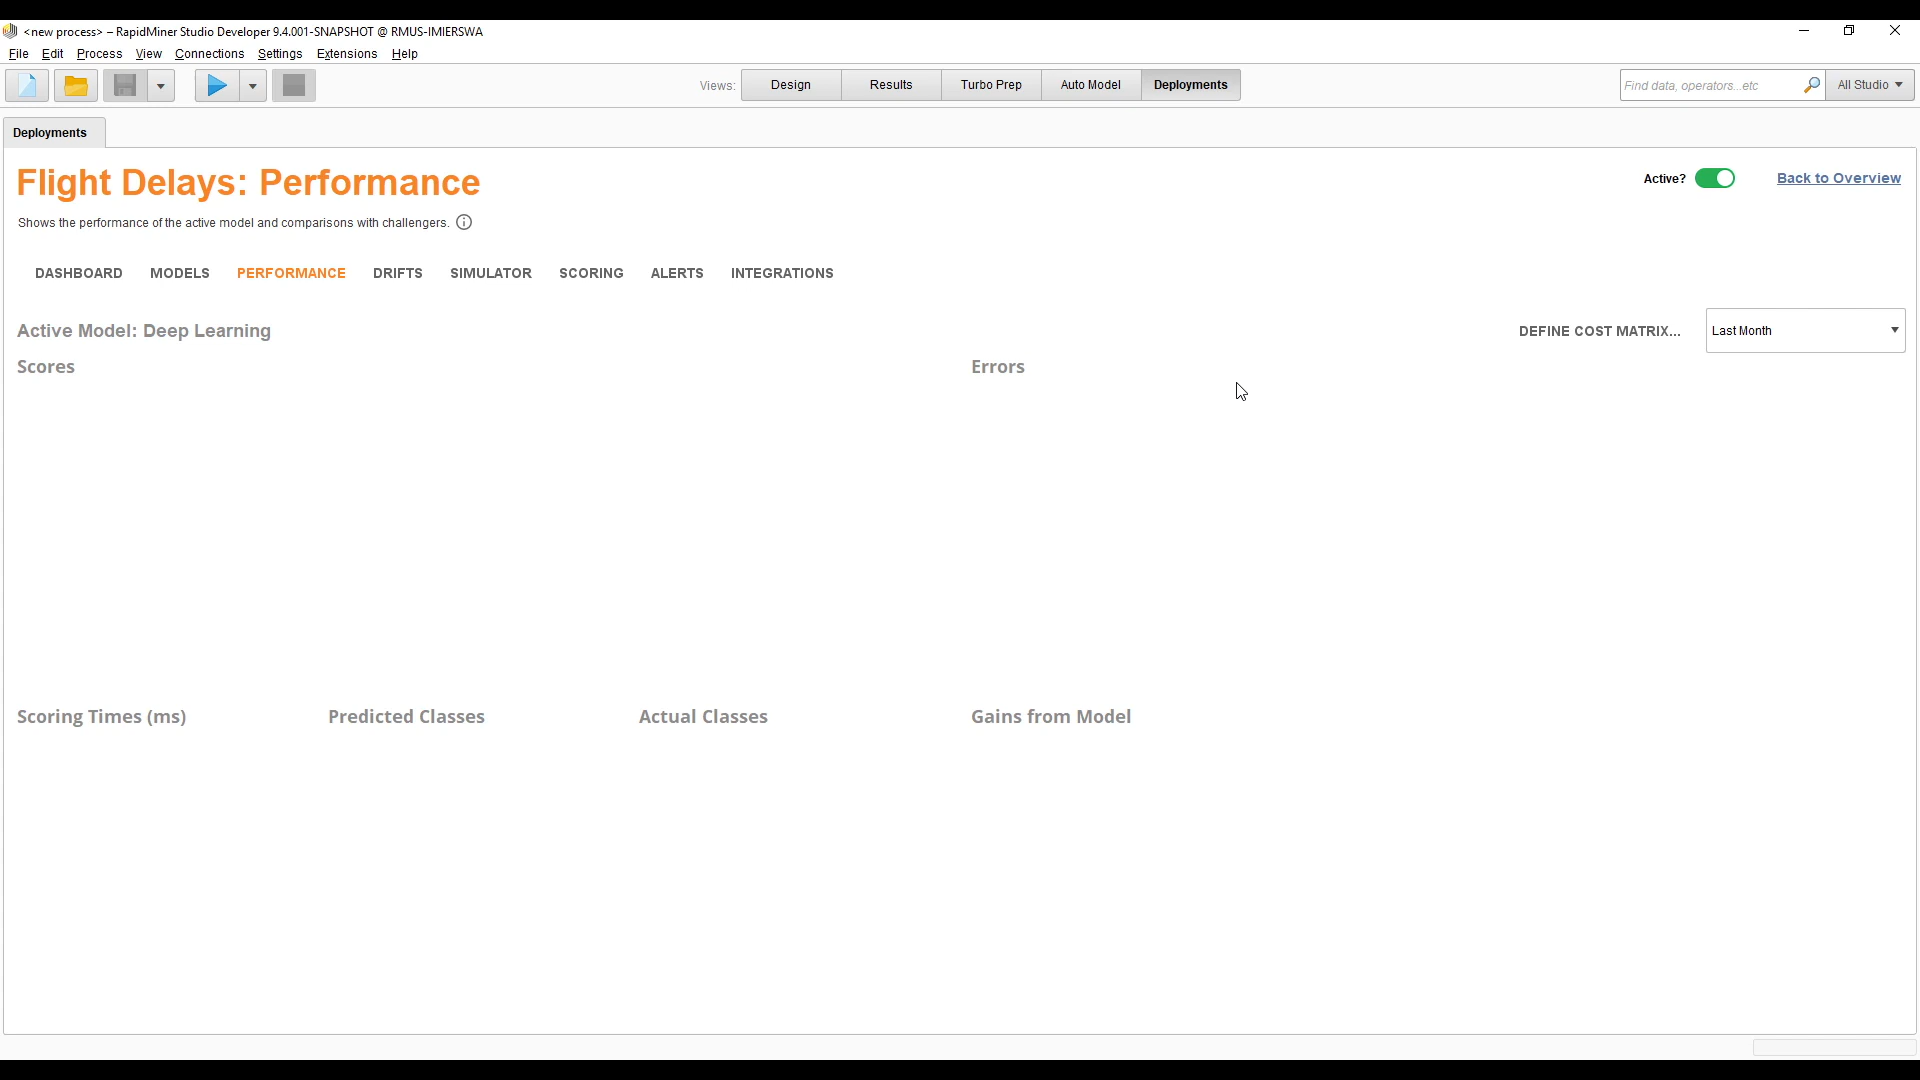 <new process> – RapidMiner Studio Developer 9.4.001-SNAPSHOT @ RMUS-IMIERSWA
File Edit Process View Connections Settings Extensions Help
Views: Design Results Turbo Prep Auto Model Deployments Find data, operators...etc All Studio
Deployments
Flight Delays: Performance Active? Back to Overview
Shows the performance of the active model and comparisons with challengers.
DASHBOARD MODELS PERFORMANCE DRIFTS SIMULATOR SCORING ALERTS INTEGRATIONS
Active Model: Deep Learning DEFINE COST MATRIX... Last Month
Scores Errors
Scoring Times (ms) Predicted Classes Actual Classes Gains from Model